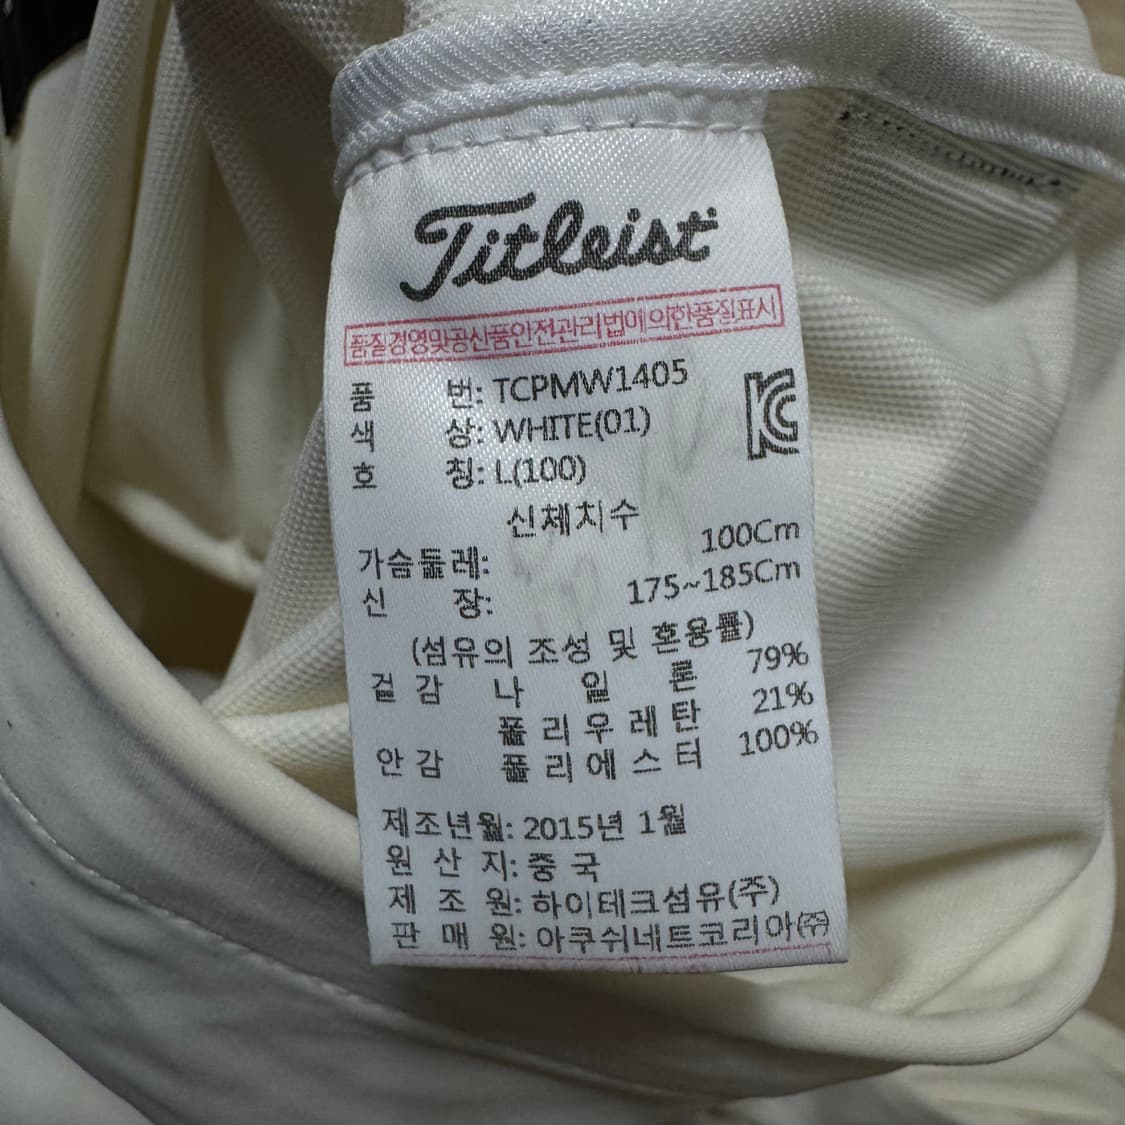 Titleist
품질경영및공산품안전관리법에의한품질표시
품 번: TCPMW1405
색 상: WHITE(01)
호 칭: L(100)
신체치수
가슴둘레: 100Cm
신 장: 175~185Cm
(섬유의 조성 및 혼용률)
겉감 나 일 론 79%
폴리우레탄 21%
안감 폴리에스터 100%
제조년월: 2015년 1월
원 산 지: 중 국
제 조 원: 하이테크섬유(주)
판 매 원: 아쿠쉬네트코리아㈜
KC